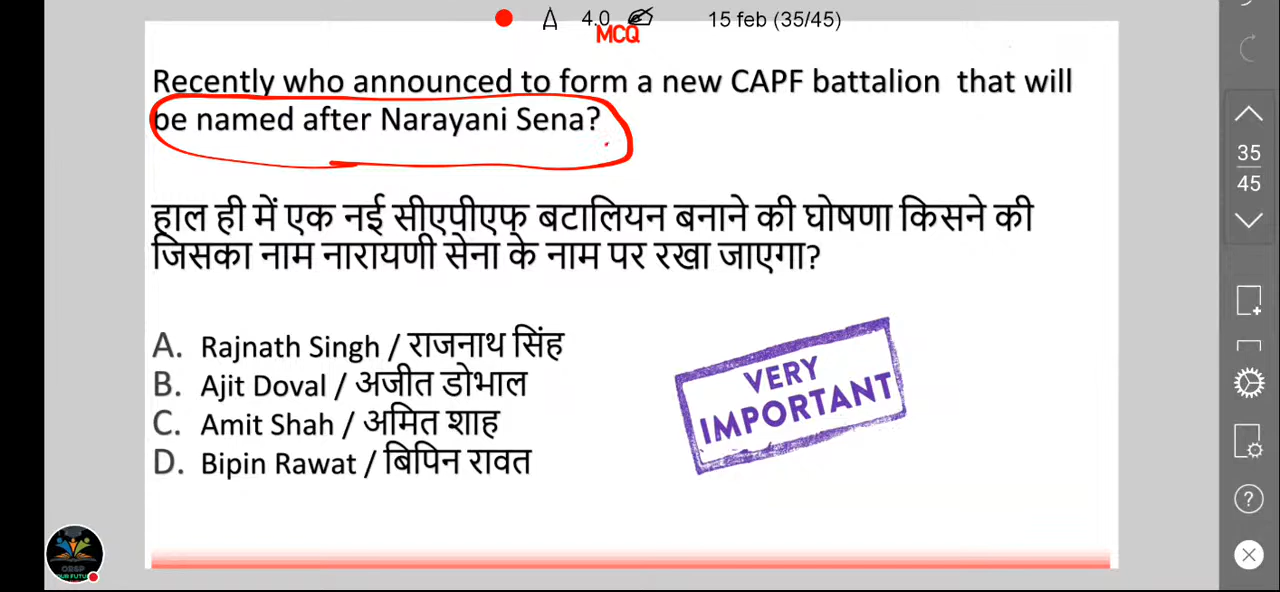 4.0 15 feb (35/45)
MCQ
Recently who announced to form a new CAPF battalion that will
be named after Narayani Sena?
हाल ही में एक नई सीएपीएफ बटालियन बनाने की घोषणा किसने की
जिसका नाम नारायणी सेना के नाम पर रखा जाएगा?
A. Rajnath Singh / राजनाथ सिंह
B. Ajit Doval / अजीत डोभाल
C. Amit Shah / अमित शाह
D. Bipin Rawat / बिपिन रावत
VERY
IMPORTANT
35
45
?